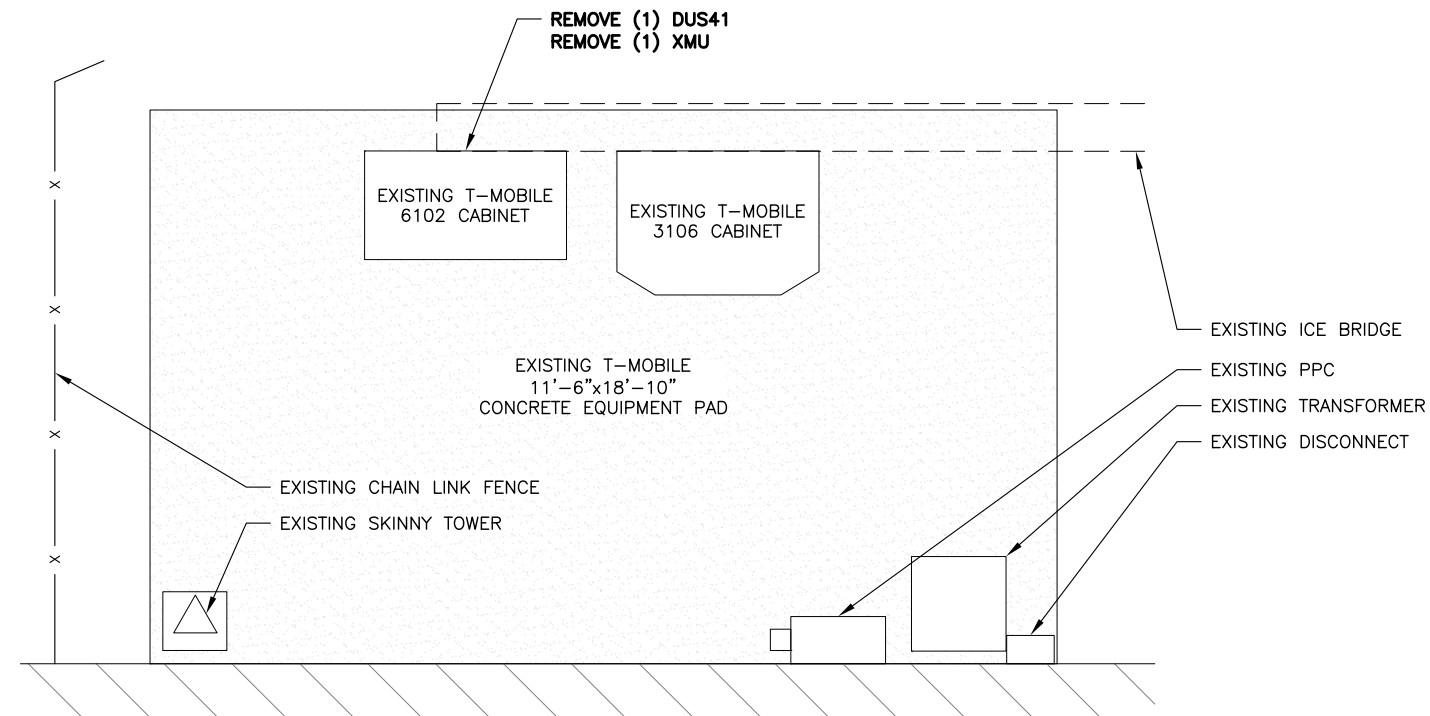 REMOVE (1) DUS41
REMOVE (1) XMU
EXISTING T-MOBILE
6102 CABINET
EXISTING T-MOBILE
3106 CABINET
X
X
X
X
EXISTING ICE BRIDGE
EXISTING PPC
EXISTING TRANSFORMER
EXISTING DISCONNECT
EXISTING T-MOBILE
11'-6"x18'-10"
CONCRETE EQUIPMENT PAD
EXISTING CHAIN LINK FENCE
EXISTING SKINNY TOWER